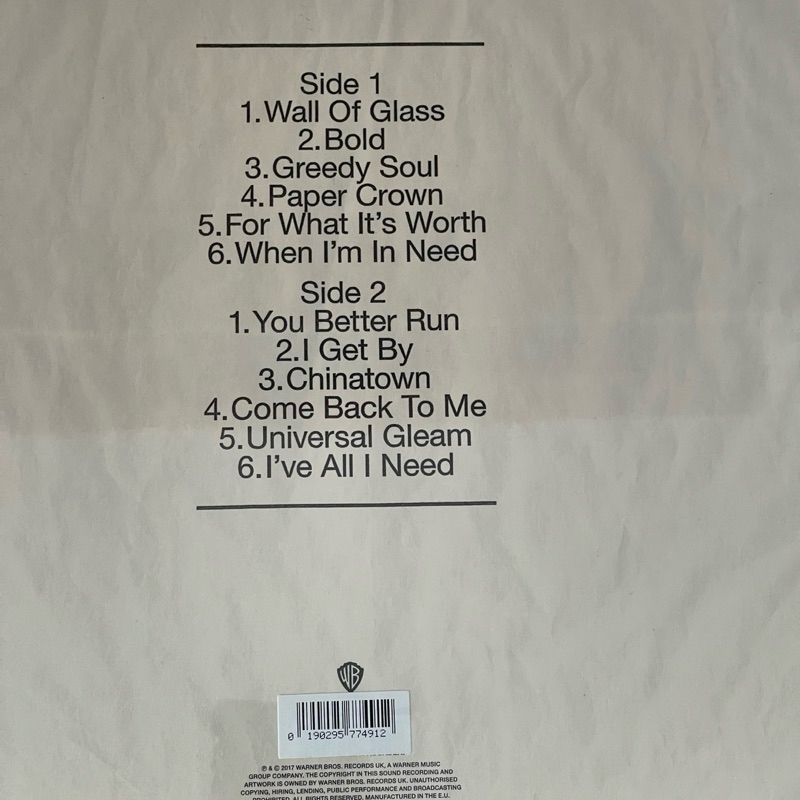 Side 1
1.Wall Of Glass
2.Bold
3.Greedy Soul
4.Paper Crown
5.For What It's Worth
6.When I'm In Need
Side 2
1.You Better Run
2.I Get By
3.Chinatown
4.Come Back To Me
5.Universal Gleam
6.I've All I Need
WB
0 190295 774912
℗ & © 2017 WARNER BROS. RECORDS UK, A WARNER MUSIC
GROUP COMPANY. THE COPYRIGHT IN THIS SOUND RECORDING AND
ARTWORK IS OWNED BY WARNER BROS. RECORDS UK. UNAUTHORISED
COPYING, HIRING, LENDING, PUBLIC PERFORMANCE AND BROADCASTING
PROHIBITED. ALL RIGHTS RESERVED. MANUFACTURED IN THE E.U.